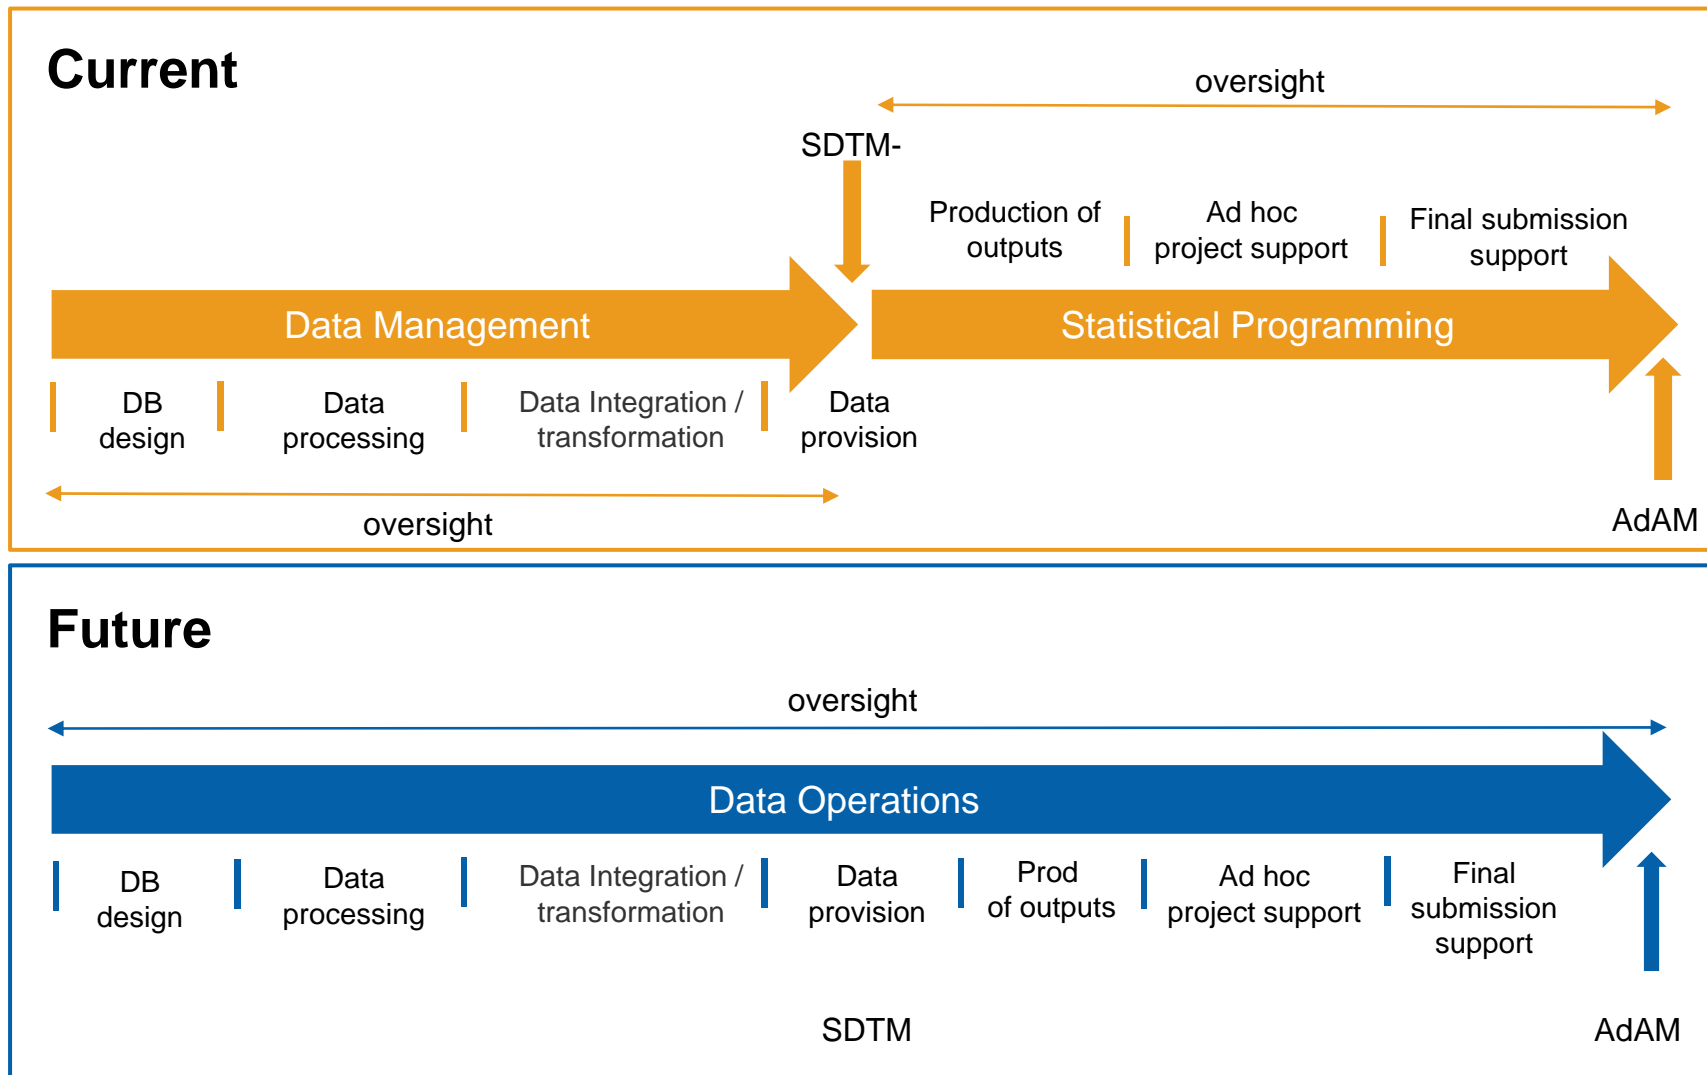 Current
oversight
SDTM-
Production of
outputs
Ad hoc
project support
Final submission
support
Data Management
Statistical Programming
DB
design
Data
processing
Data Integration /
transformation
Data
provision
oversight
AdAM
Future
oversight
Data Operations
DB
design
Data
processing
Data Integration /
transformation
Data
provision
Prod
of outputs
Ad hoc
project support
Final
submission
support
SDTM
AdAM